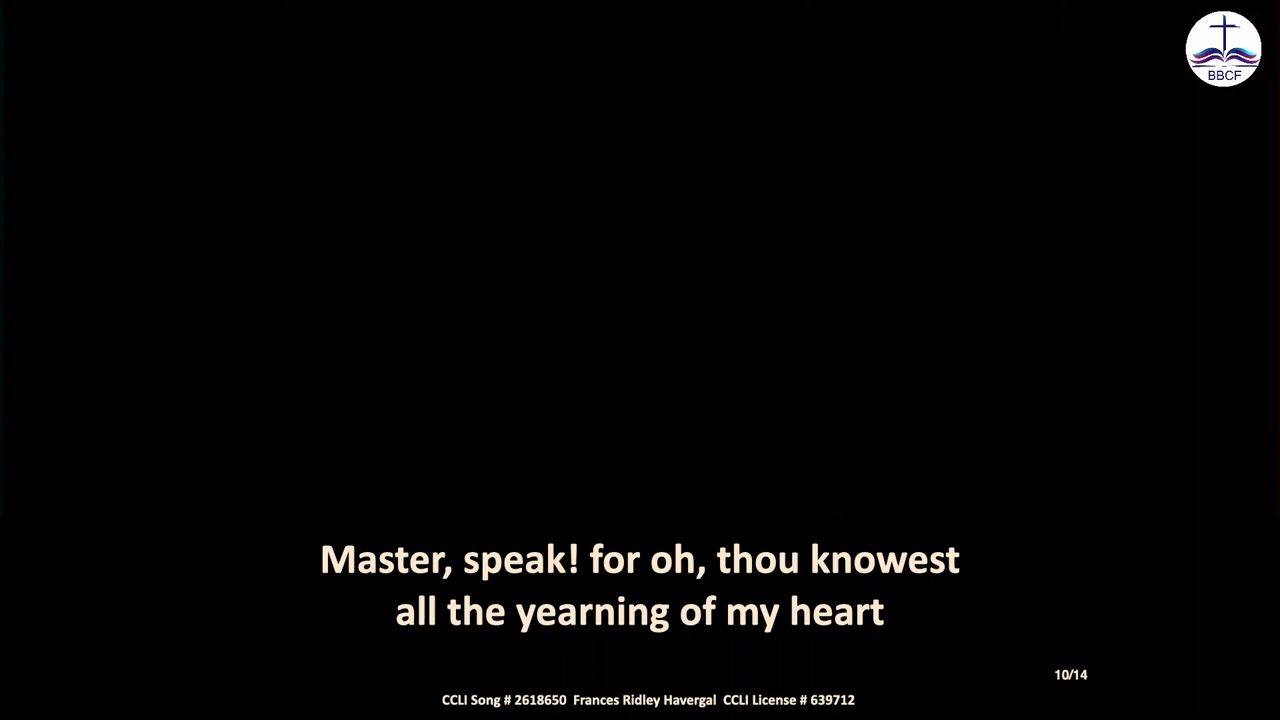 BBCF
Master, speak! for oh, thou knowest
all the yearning of my heart
10/14
CCLI Song # 2618650 Frances Ridley Havergal CCLI License # 639712